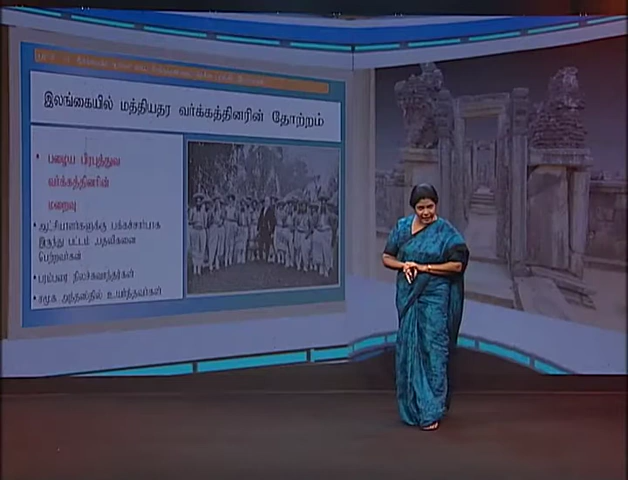 இலங்கையில் மத்தியதர வர்க்கத்தினரின் தோற்றம்
• பழைய பிரபுத்துவ
வர்க்கத்தினரின்
மறைவு
• ஆட்சியாளர்களுக்கு பக்கச்சார்பாக
இருந்து பட்டம் பதவிகளை
பெற்றவர்கள்
• பரம்பரை நிலச்சுவாந்தர்கள்
• சமூக அந்தஸ்தில் உயர்ந்தவர்கள்